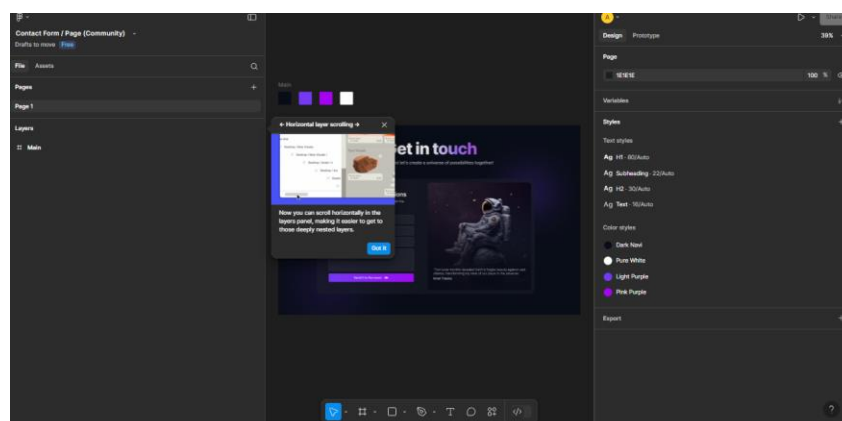 Contact Form / Page (Community)
Drafts to move Free
File Assets
Pages
Page 1
Layers
Main
Main
← Horizontal layer scrolling →
Now you can scroll horizontally in the
layers panel, making it easier to get to
those deeply nested layers.
Got it
Get in touch
A
Share
Design Prototype 39%
Page
1E1E1E 100 %
Variables
Styles
Text styles
Ag H1 · 80/Auto
Ag Subheading · 22/Auto
Ag H2 · 30/Auto
Ag Text · 16/Auto
Color styles
Dark Navi
Pure White
Light Purple
Pink Purple
Export
?